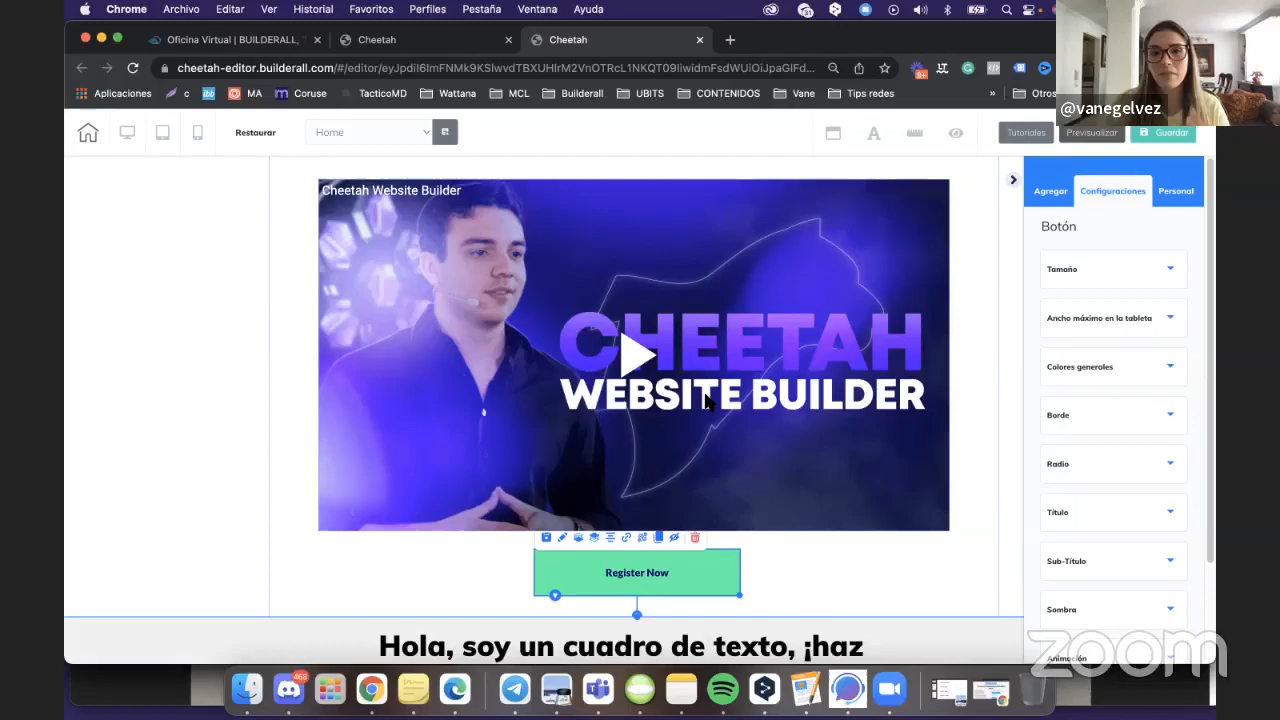 Chrome Archivo Editar Ver Historial Favoritos Perfiles Pestaña Ventana Ayuda
Oficina Virtual | BUILDERALL,
Cheetah
Cheetah
cheetah-editor.builderall.com
Aplicaciones c MA Coruse TacticoMD Wattana MCL Builderall UBITS CONTENIDOS Vane Tips redes » Otros
@vanegelvez
Restaurar Home Tutoriales Previsualizar Guardar
Agregar Configuraciones Personal
Cheetah Website Builder
CHEETAH
WEBSITE BUILDER
Botón
Tamaño
Ancho máximo en la tableta
Colores generales
Borde
Radio
Título
Sub-Título
Sombra
Animación
Register Now
Hola, soy un cuadro de texto, ¡haz
zoom
468